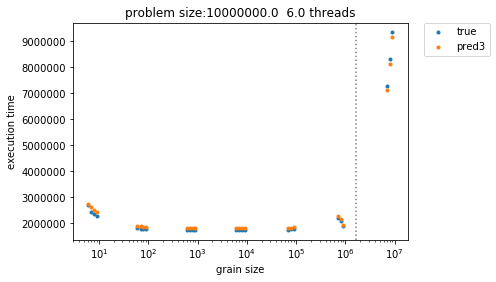 problem size:10000000.0  6.0 threads
true
pred3
9000000
8000000
7000000
6000000
5000000
4000000
3000000
2000000
execution time
10¹ 10² 10³ 10⁴ 10⁵ 10⁶ 10⁷
grain size